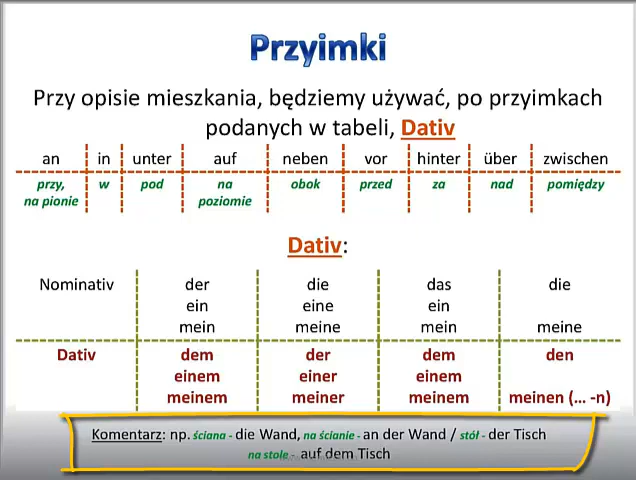 Przyimki
Przy opisie mieszkania, będziemy używać, po przyimkach
podanych w tabeli, Dativ
an in unter auf neben vor hinter über zwischen
przy, w pod na obok przed za nad pomiędzy
na pionie poziomie
Dativ:
Nominativ der die das die
ein eine ein
mein meine mein meine
Dativ dem der dem den
einem einer einem
meinem meiner meinem meinen (... -n)
Komentarz: np. ściana - die Wand, na ścianie - an der Wand / stół - der Tisch
na stole - auf dem Tisch